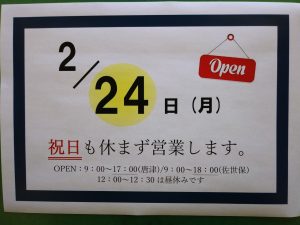 2/24日(月)
Open
祝日も休まず営業します。
OPEN：9：00～17：00(唐津)/9：00～18：00(佐世保)
12：00～12：30は昼休みです